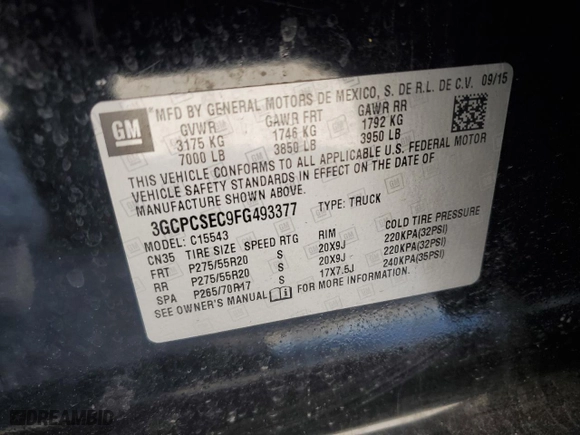 GM
MFD BY GENERAL MOTORS DE MEXICO, S. DE R.L. DE C.V. 09/15
GVWR GAWR FRT GAWR RR
3175 KG 1746 KG 1792 KG
7000 LB 3850 LB 3950 LB
THIS VEHICLE CONFORMS TO ALL APPLICABLE U.S. FEDERAL MOTOR
VEHICLE SAFETY STANDARDS IN EFFECT ON THE DATE OF
MANUFACTURE SHOWN ABOVE.
3GCPCSEC9FG493377 TYPE: TRUCK
MODEL: C15543
CN35 TIRE SIZE SPEED RTG RIM COLD TIRE PRESSURE
FRT P275/55R20 S 20X9J 220KPA(32PSI)
RR P275/55R20 S 20X9J 220KPA(32PSI)
SPA P265/70R17 S 17X7.5J 240KPA(35PSI)
SEE OWNER'S MANUAL FOR MORE INFORMATION.
DREAMBID